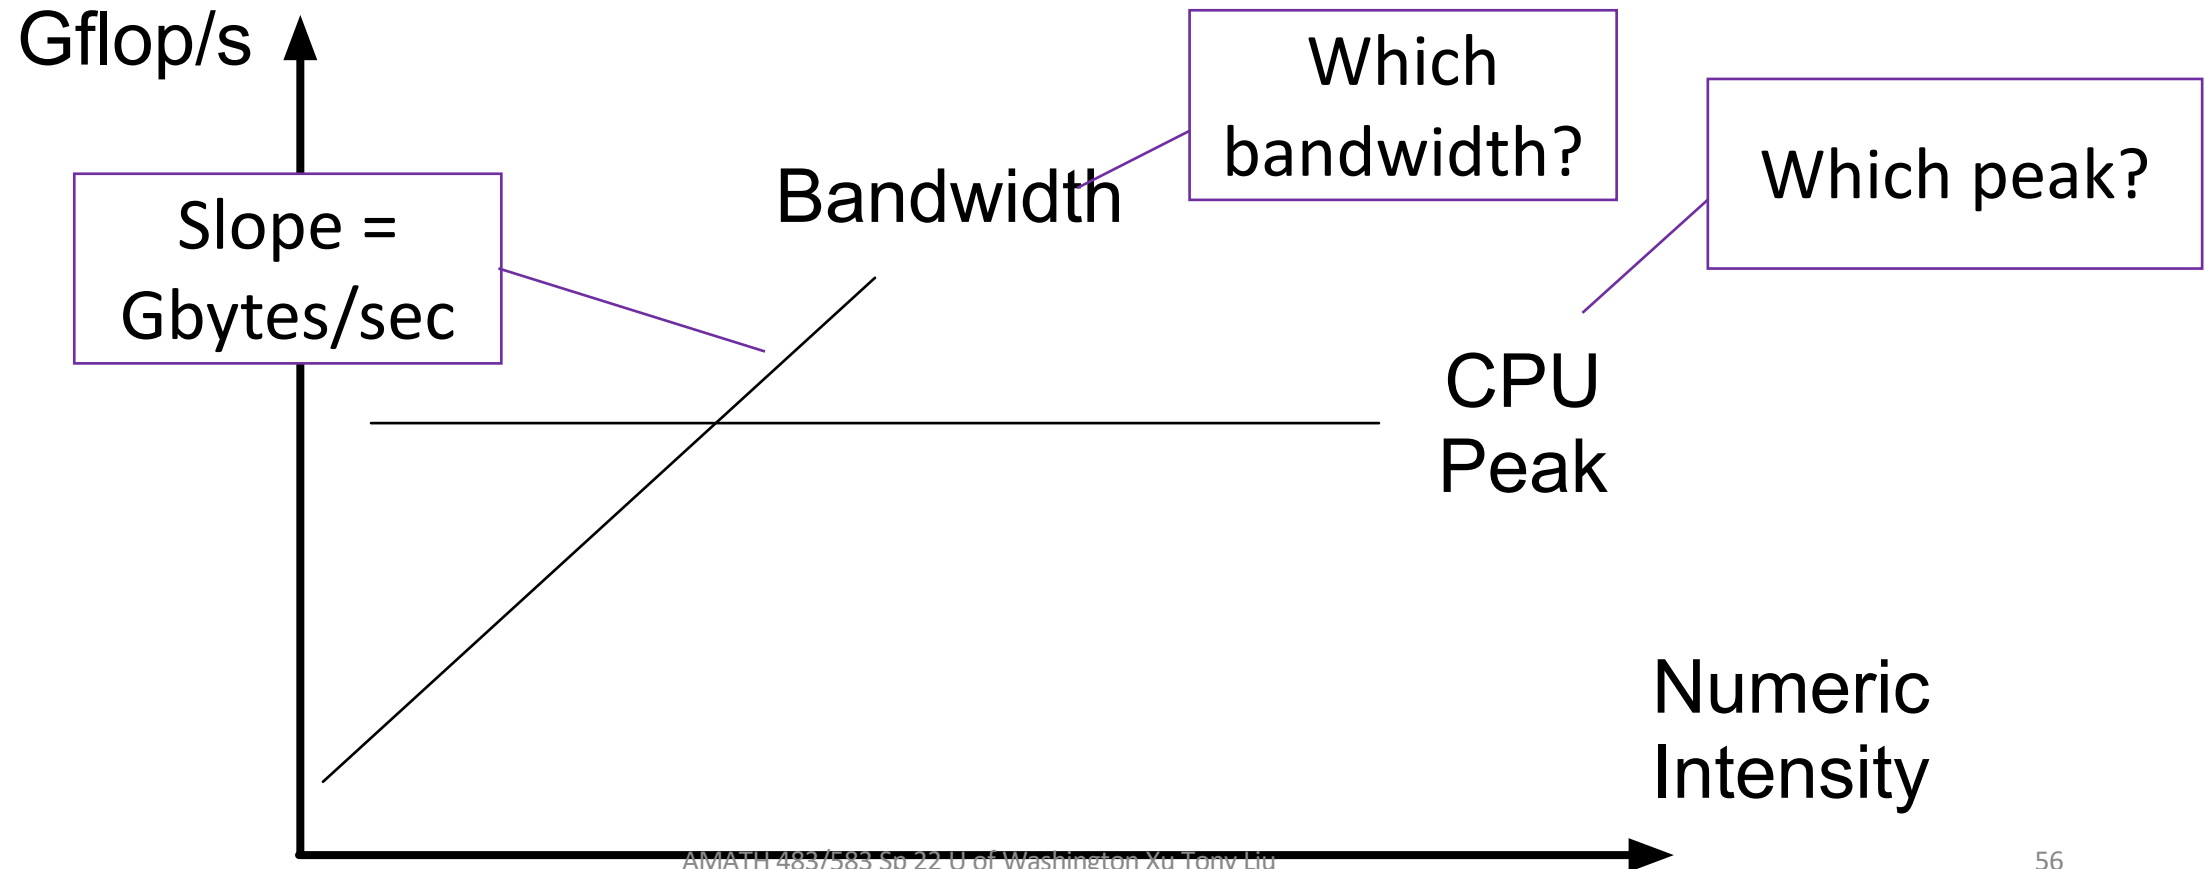 Gflop/s
Which
bandwidth?
Which peak?
Bandwidth
Slope =
Gbytes/sec
CPU
Peak
Numeric
Intensity
AMATH 483/583 Sp 22 U of Washington Xu Tony Liu
56